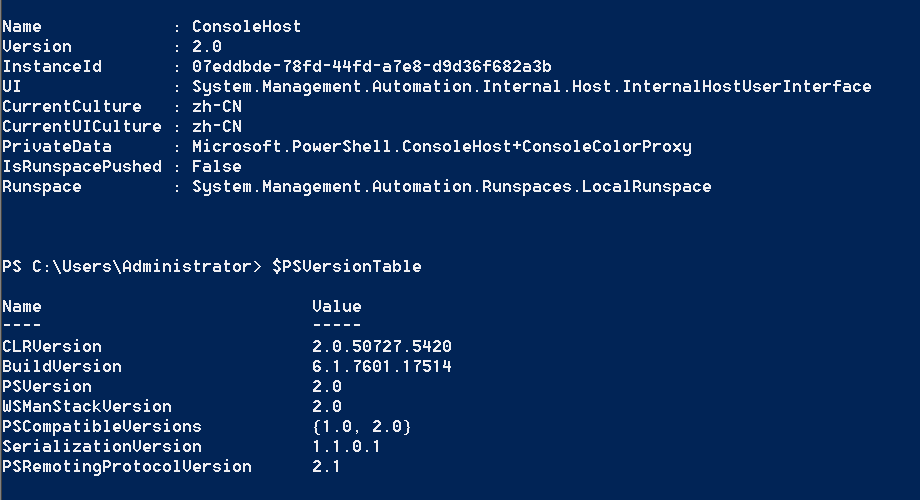 Name              : ConsoleHost
Version           : 2.0
InstanceId        : 07eddbde-78fd-44fd-a7e8-d9d36f682a3b
UI                : System.Management.Automation.Internal.Host.InternalHostUserInterface
CurrentCulture    : zh-CN
CurrentUICulture : zh-CN
PrivateData       : Microsoft.PowerShell.ConsoleHost+ConsoleColorProxy
IsRunspacePushed : False
Runspace          : System.Management.Automation.Runspaces.LocalRunspace
PS C:\Users\Administrator> $PSVersionTable
Name                           Value
----                           -----
CLRVersion                     2.0.50727.5420
BuildVersion                   6.1.7601.17514
PSVersion                      2.0
WSManStackVersion              2.0
PSCompatibleVersions           {1.0, 2.0}
SerializationVersion           1.1.0.1
PSRemotingProtocolVersion      2.1